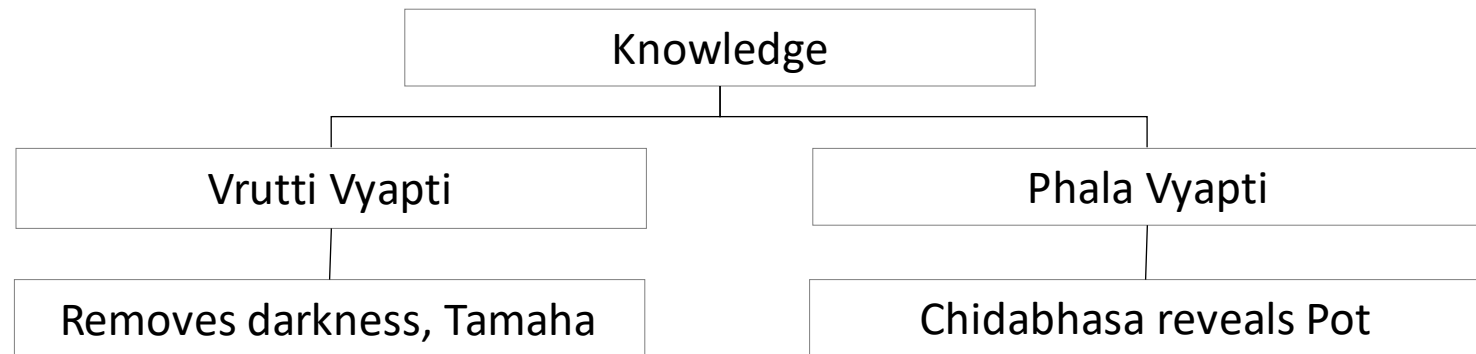 Knowledge
Vrutti Vyapti
Phala Vyapti
Removes darkness, Tamaha
Chidabhasa reveals Pot